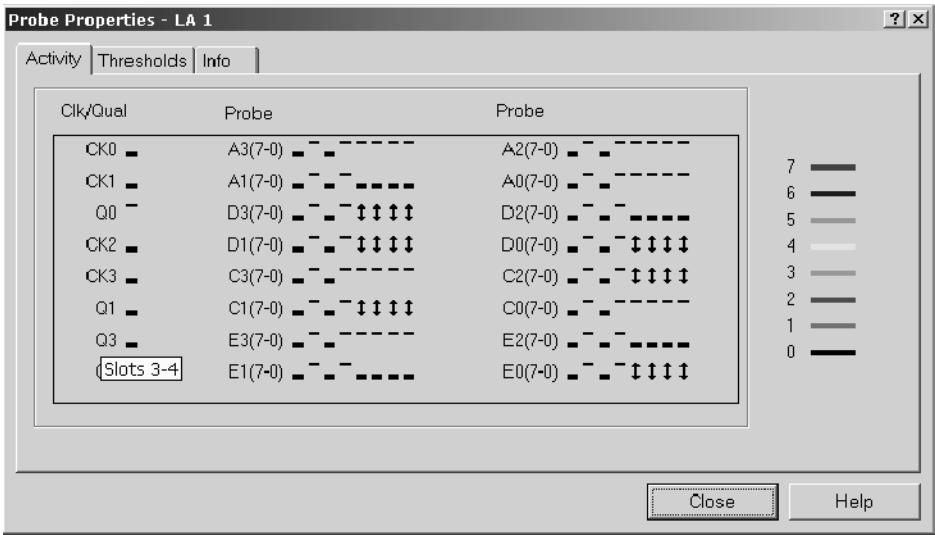 Probe Properties - LA 1
Activity Thresholds Info
Clk/Qual Probe Probe
CK0 A3(7-0) A2(7-0)
CK1 A1(7-0) A0(7-0)
Q0 D3(7-0) D2(7-0)
CK2 D1(7-0) D0(7-0)
CK3 C3(7-0) C2(7-0)
Q1 C1(7-0) C0(7-0)
Q3 E3(7-0) E2(7-0)
Slots 3-4 E1(7-0) E0(7-0)
7
6
5
4
3
2
1
0
Close Help